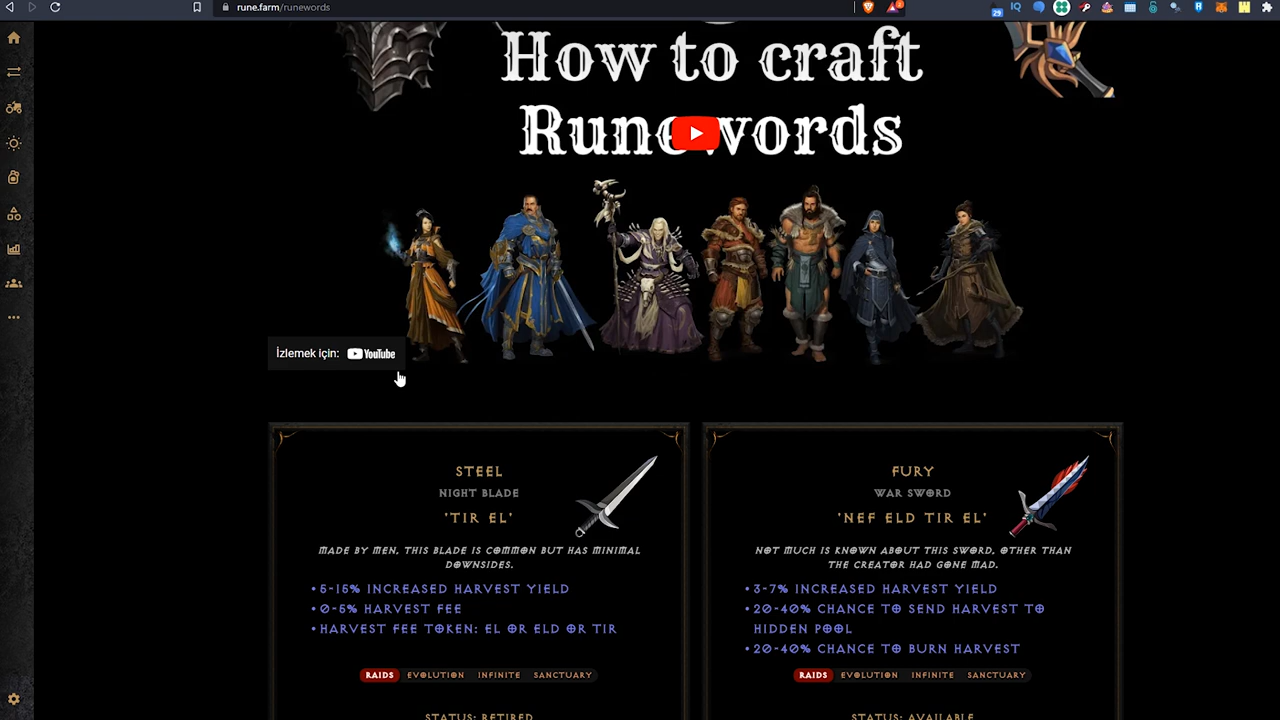 rune.farm/runewords
29
How to craft
Runewords
İzlemek için: YouTube
STEEL
NIGHT BLADE
'TIR EL'
MADE BY MEN, THIS BLADE IS COMMON BUT HAS MINIMAL
DOWNSIDES.
• 5-15% INCREASED HARVEST YIELD
• 0-5% HARVEST FEE
• HARVEST FEE TOKEN: EL OR ELD OR TIR
RAIDS EVOLUTION INFINITE SANCTUARY
STATUS: RETIRED
FURY
WAR SWORD
'NEF ELD TIR EL'
NOT MUCH IS KNOWN ABOUT THIS SWORD, OTHER THAN
THE CREATOR HAD GONE MAD.
• 3-7% INCREASED HARVEST YIELD
• 20-40% CHANCE TO SEND HARVEST TO
HIDDEN POOL
• 20-40% CHANCE TO BURN HARVEST
RAIDS EVOLUTION INFINITE SANCTUARY
STATUS: AVAILABLE